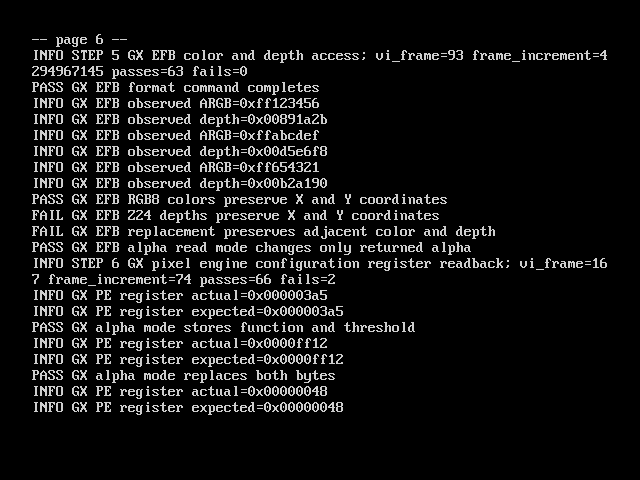 -- page 6 --
INFO STEP 5 GX EFB color and depth access; vi_frame=93 frame_increment=4
294967145 passes=63 fails=0
PASS GX EFB format command completes
INFO GX EFB observed ARGB=0xff123456
INFO GX EFB observed depth=0x00891a2b
INFO GX EFB observed ARGB=0xffabcdef
INFO GX EFB observed depth=0x00d5e6f8
INFO GX EFB observed ARGB=0xff654321
INFO GX EFB observed depth=0x00b2a190
PASS GX EFB RGB8 colors preserve X and Y coordinates
FAIL GX EFB Z24 depths preserve X and Y coordinates
FAIL GX EFB replacement preserves adjacent color and depth
PASS GX EFB alpha read mode changes only returned alpha
INFO STEP 6 GX pixel engine configuration register readback; vi_frame=16
7 frame_increment=74 passes=66 fails=2
INFO GX PE register actual=0x000003a5
INFO GX PE register expected=0x000003a5
PASS GX alpha mode stores function and threshold
INFO GX PE register actual=0x0000ff12
INFO GX PE register expected=0x0000ff12
PASS GX alpha mode replaces both bytes
INFO GX PE register actual=0x00000048
INFO GX PE register expected=0x00000048